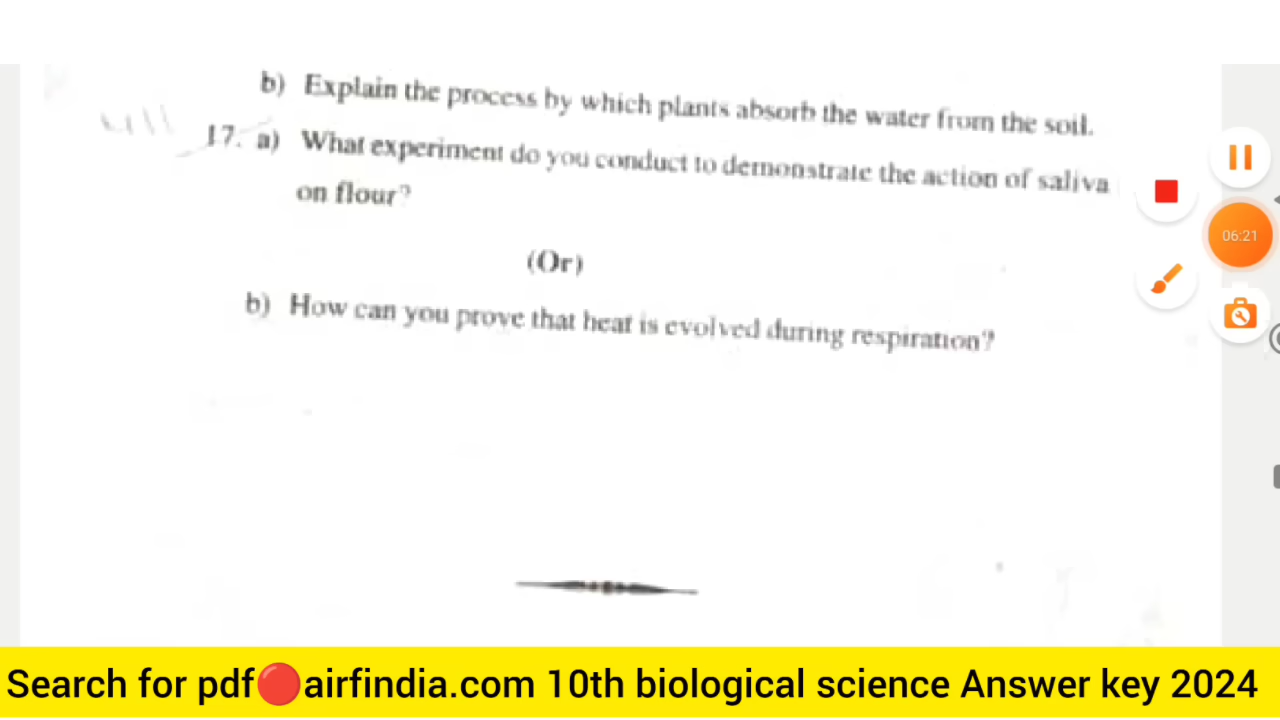 b) Explain the process by which plants absorb the water from the soil.
17. a) What experiment do you conduct to demonstrate the action of saliva
on flour?
(Or)
b) How can you prove that heat is evolved during respiration?
06:21
Search for pdf🔴airfindia.com 10th biological science Answer key 2024